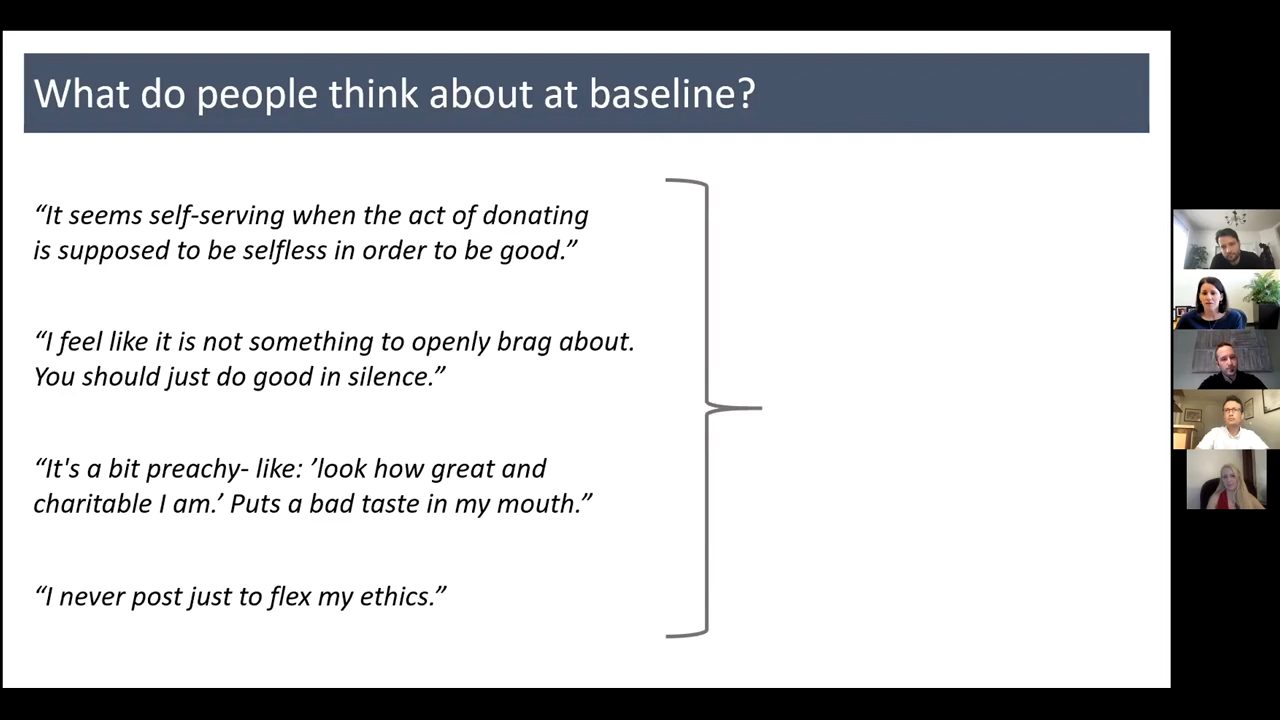 What do people think about at baseline?
“It seems self-serving when the act of donating
is supposed to be selfless in order to be good.”
“I feel like it is not something to openly brag about.
You should just do good in silence.”
“It's a bit preachy- like: ’look how great and
charitable I am.’ Puts a bad taste in my mouth.”
“I never post just to flex my ethics.”